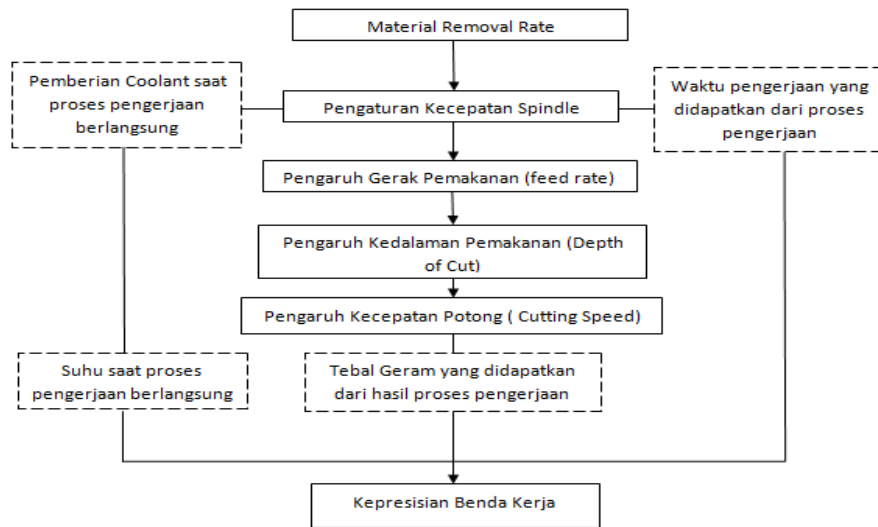 Material Removal Rate
Pemberian Coolant saat
proses pengerjaan
berlangsung
Pengaturan Kecepatan Spindle
Waktu pengerjaan yang
didapatkan dari proses
pengerjaan
Pengaruh Gerak Pemakanan (feed rate)
Pengaruh Kedalaman Pemakanan (Depth
of Cut)
Pengaruh Kecepatan Potong ( Cutting Speed)
Suhu saat proses
pengerjaan berlangsung
Tebal Geram yang didapatkan
dari hasil proses pengerjaan
Kepresisian Benda Kerja